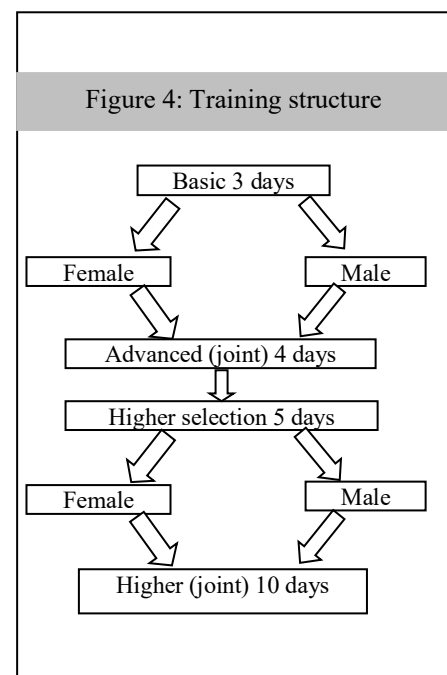 Figure 4: Training structure
Basic 3 days
Female
Male
Advanced (joint) 4 days
Higher selection 5 days
Female
Male
Higher (joint) 10 days